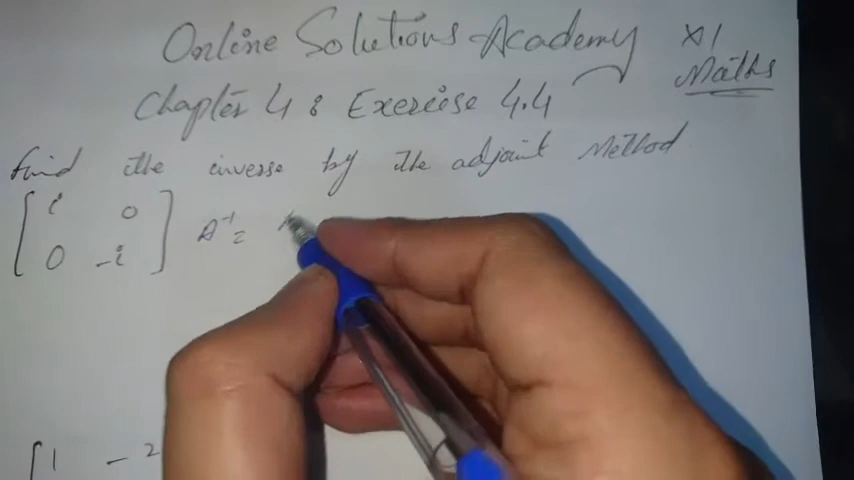 Online Solutions Academy
XI
Maths
Chapter 4 : Exercise 4.4
find the inverse by the adjoint Method
[ i 0 ] A⁻¹ =
[ 0 -i ]
[ 1 - 2